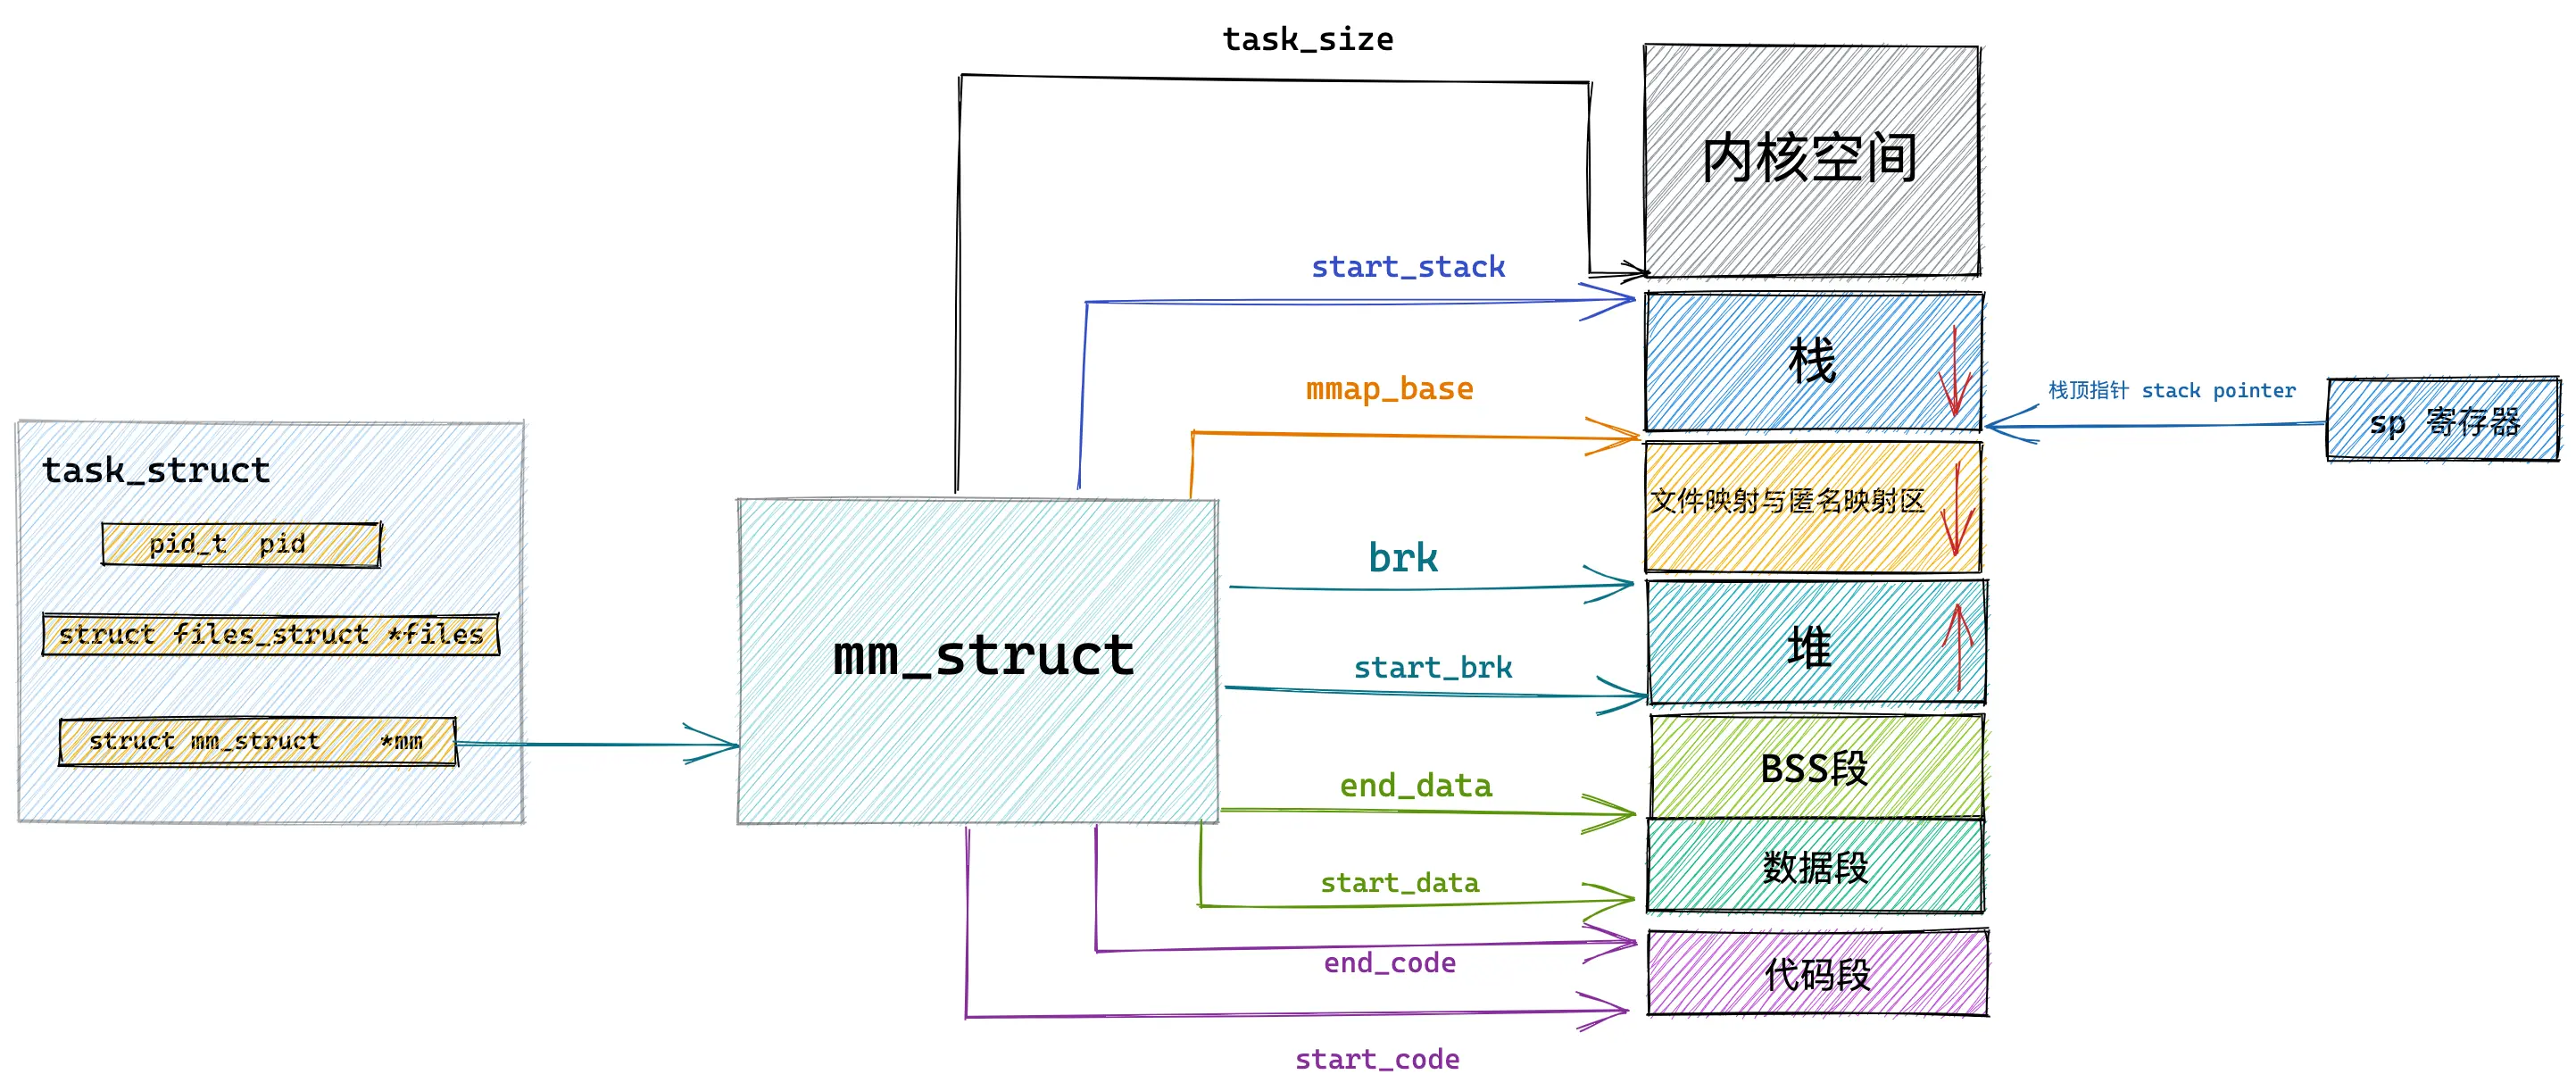 task_size
内核空间
start_stack
栈
mmap_base
栈顶指针 stack pointer
sp 寄存器
task_struct
文件映射与匿名映射区
pid_t pid
brk
struct files_struct *files
mm_struct
堆
start_brk
struct mm_struct *mm
BSS段
end_data
数据段
start_data
end_code
代码段
start_code